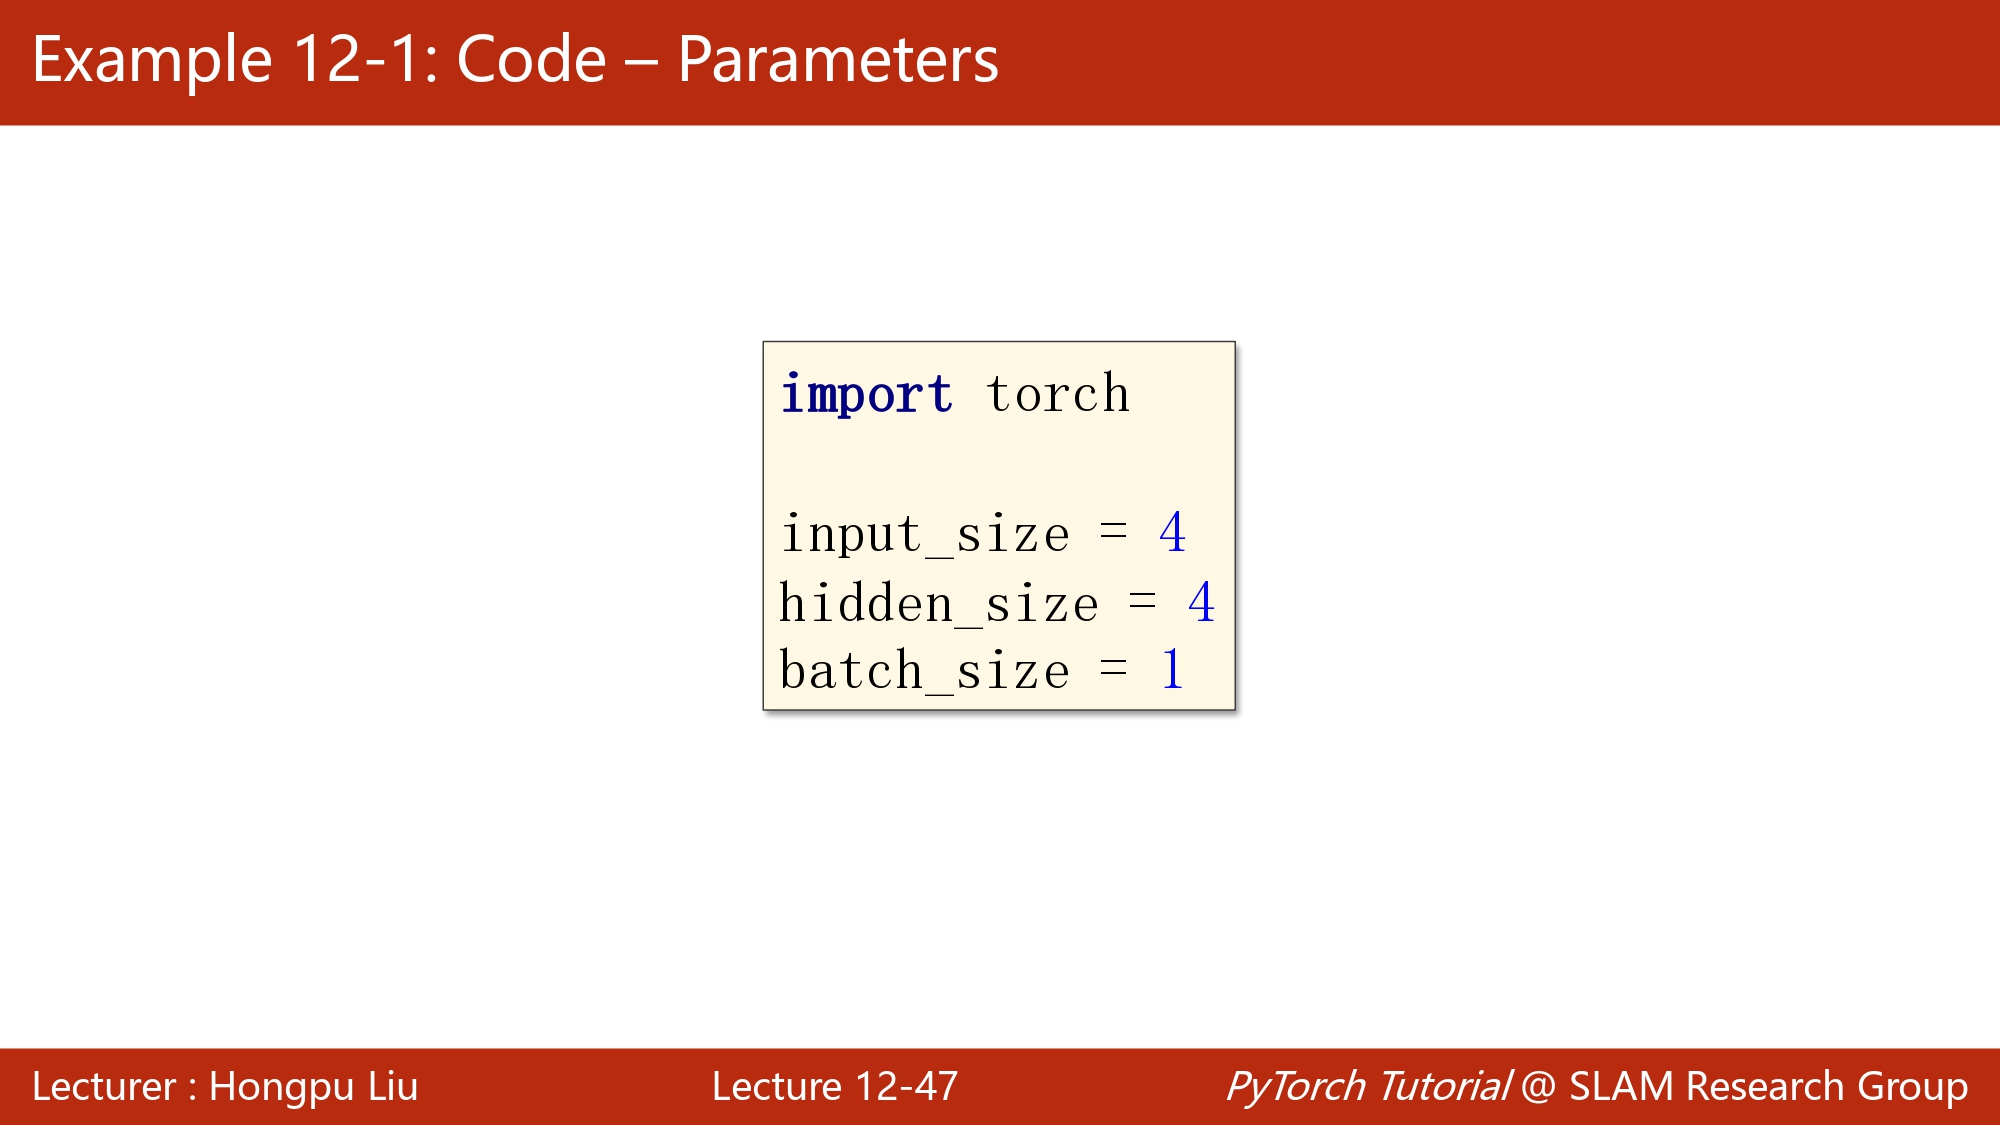 Example 12-1: Code – Parameters
import torch
input_size = 4
hidden_size = 4
batch_size = 1
Lecturer : Hongpu Liu
Lecture 12-47
PyTorch Tutorial @ SLAM Research Group